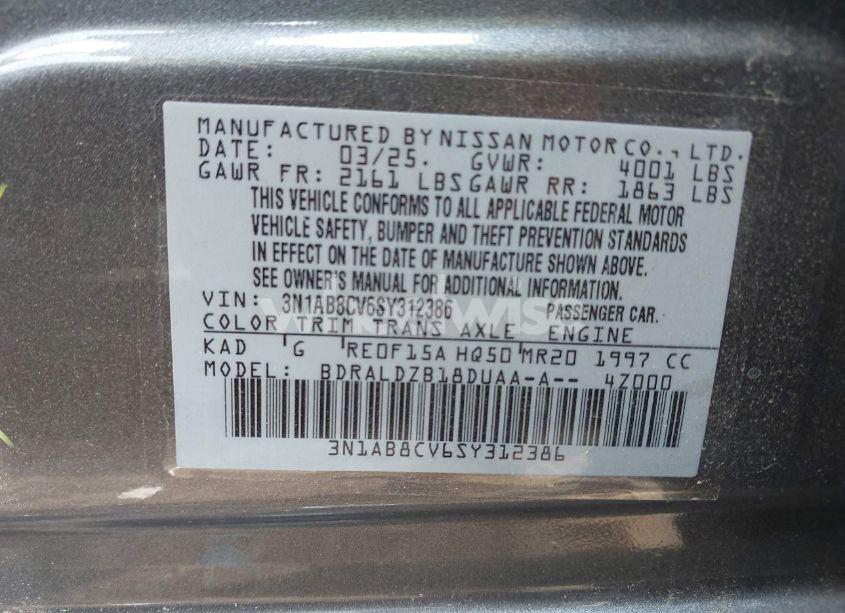 MANUFACTURED BY NISSAN MOTOR CO., LTD.
DATE: 03/25. GVWR: 4001 LBS
GAWR FR: 2161 LBS GAWR RR: 1863 LBS
THIS VEHICLE CONFORMS TO ALL APPLICABLE FEDERAL MOTOR
VEHICLE SAFETY, BUMPER AND THEFT PREVENTION STANDARDS
IN EFFECT ON THE DATE OF MANUFACTURE SHOWN ABOVE.
SEE OWNER'S MANUAL FOR ADDITIONAL INFORMATION.
VIN: 3N1AB8CV6SY312386 PASSENGER CAR.
COLOR TRIM TRANS AXLE ENGINE
KAD G RE0F15A HQ50 MR20 1997 CC
MODEL: BDRALDZB18DUAA-A-- 4Z000
3N1AB8CV6SY312386